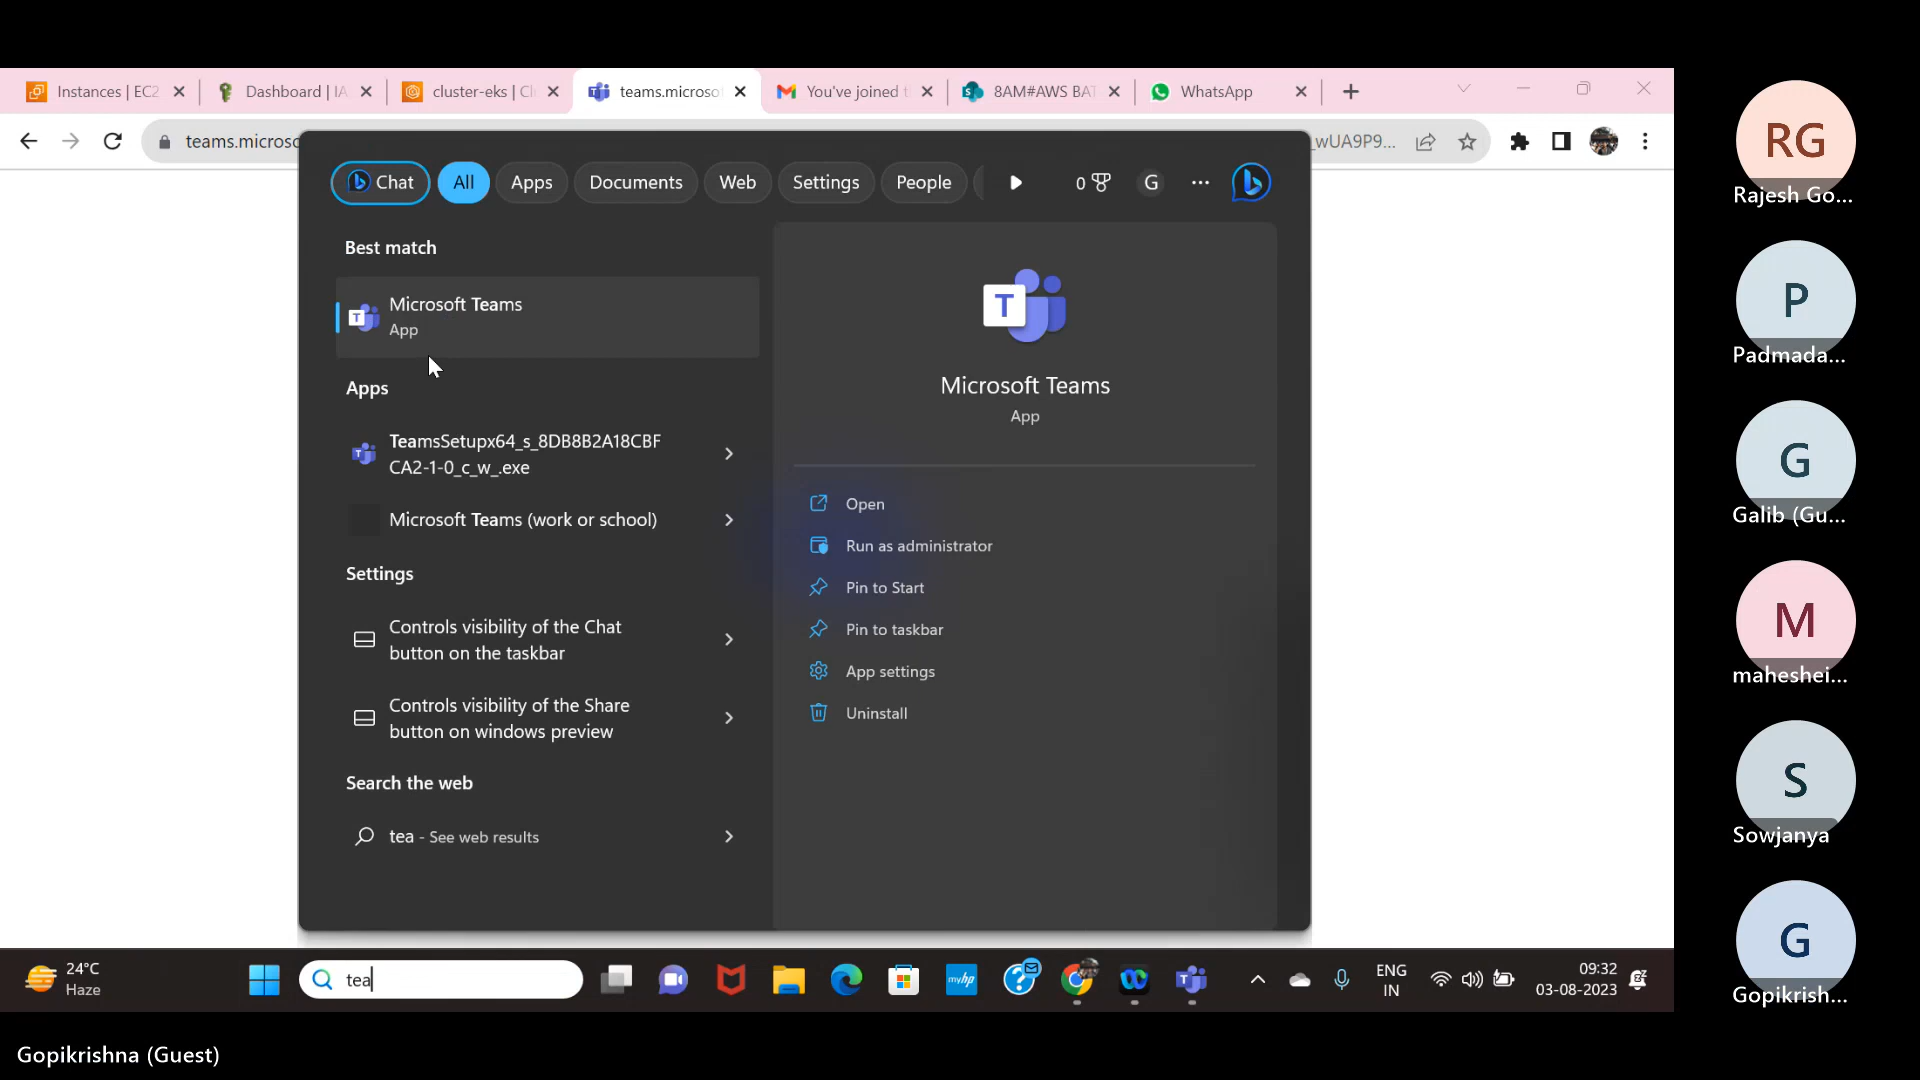 Instances | EC2
Dashboard | IA
cluster-eks | Cl
teams.microso
You've joined t
8AM#AWS BAT
WhatsApp
teams.microso
_wUA9P9...
Chat
All
Apps
Documents
Web
Settings
People
0
G
...
Best match
Microsoft Teams
App
Apps
TeamsSetupx64_s_8DB8B2A18CBF
CA2-1-0_c_w_.exe
Microsoft Teams (work or school)
Settings
Controls visibility of the Chat
button on the taskbar
Controls visibility of the Share
button on windows preview
Search the web
tea - See web results
T
Microsoft Teams
App
Open
Run as administrator
Pin to Start
Pin to taskbar
App settings
Uninstall
24°C
Haze
tea
myhp
ENG
IN
09:32
03-08-2023
RG
Rajesh Go...
P
Padmada...
G
Galib (Gu...
M
maheshei...
S
Sowjanya
G
Gopikrish...
Gopikrishna (Guest)